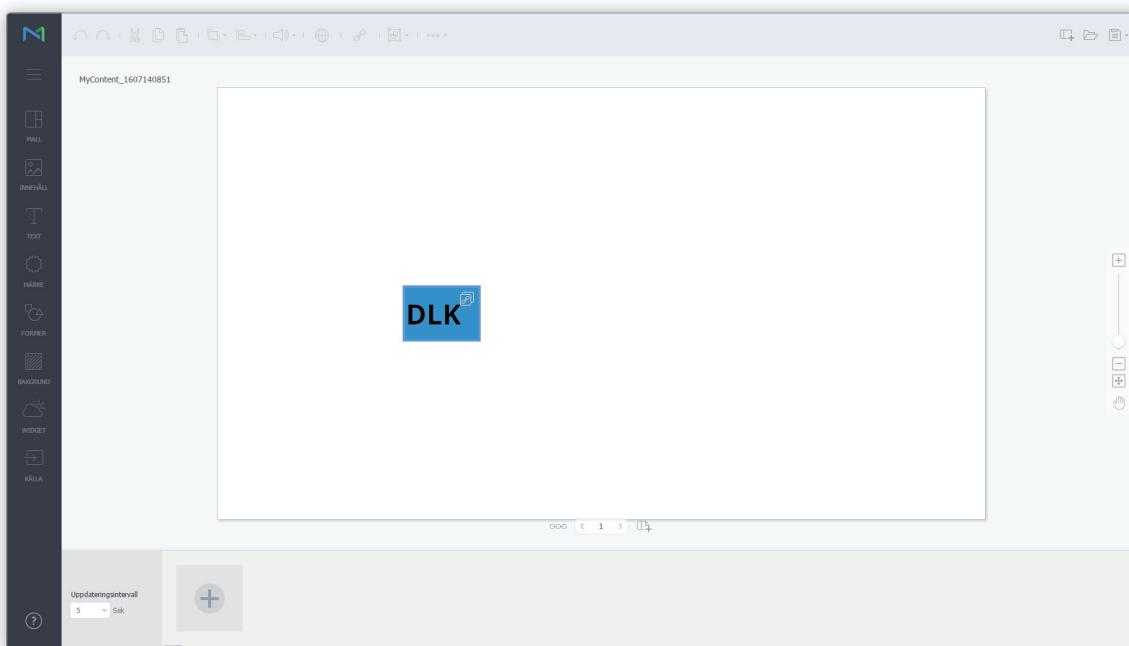 MyContent_1607140851
MALL
INNEHÅLL
TEXT
MÄRKE
FORMER
BAKGRUND
WIDGET
KÄLLA
DLK
1
Uppdateringsintervall
5 Sek
?